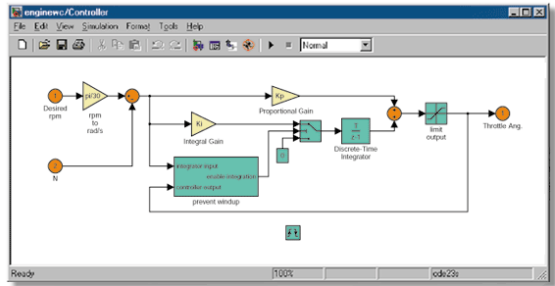 enginewc/Controller
File Edit View Simulation Format Tools Help
Normal
1
Desired
rpm
pi/30
rpm
to
rad/s
Kp
Proportional Gain
Ki
Integral Gain
0
T
z-1
Discrete-Time
Integrator
limit
output
1
Throttle Ang.
2
N
integrator-input
enable-integration
controller-output
prevent windup
Ready
100%
ode23s